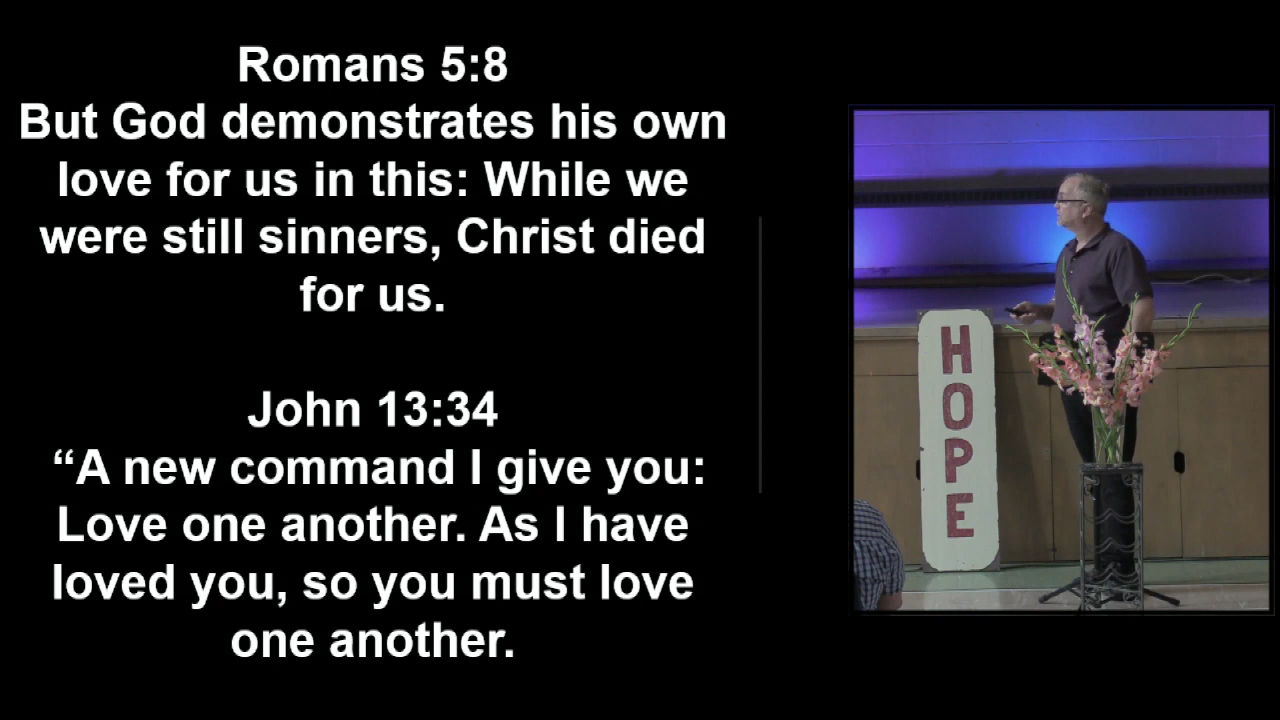 Romans 5:8
But God demonstrates his own
love for us in this: While we
were still sinners, Christ died
for us.
John 13:34
“A new command I give you:
Love one another. As I have
loved you, so you must love
one another.
HOPE